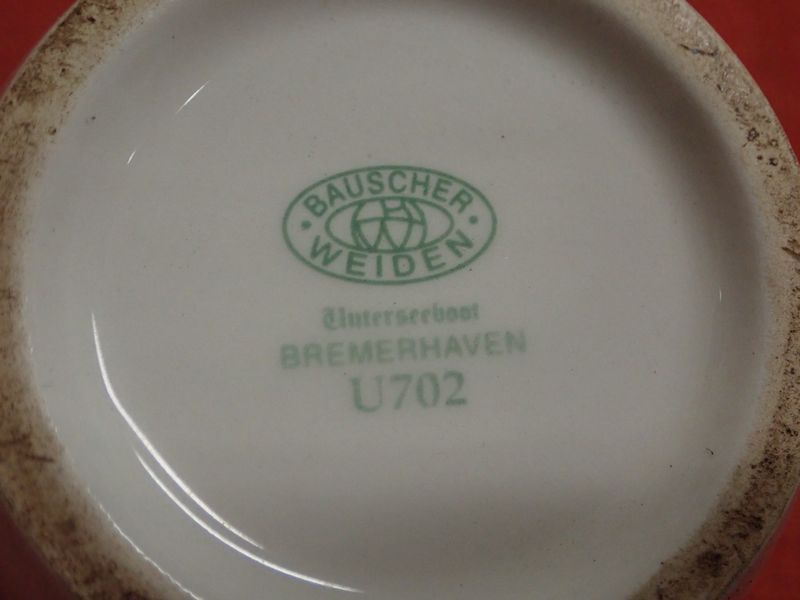 BAUSCHER
WEIDEN
Unterseeboot
BREMERHAVEN
U702